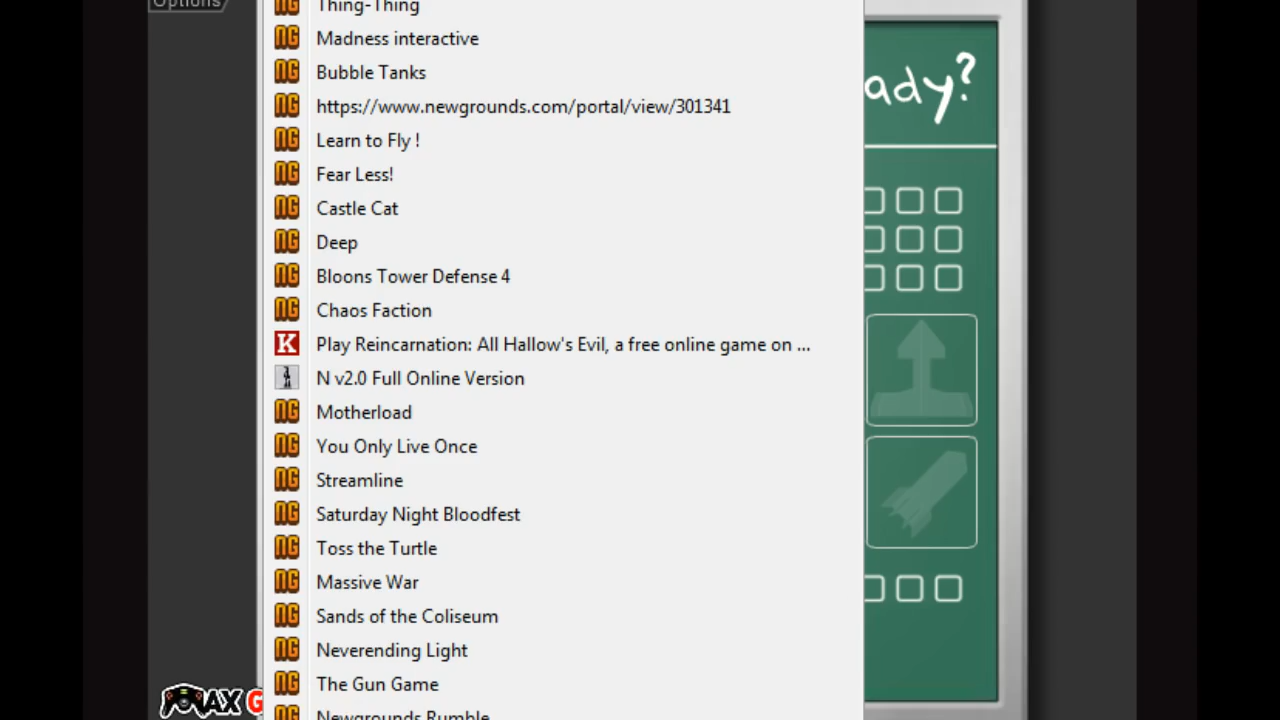 Options
Thing-Thing
Madness interactive
Bubble Tanks
ady?
NG https://www.newgrounds.com/portal/view/301341
Learn to Fly !
Fear Less!
Castle Cat
Deep
Bloons Tower Defense 4
Chaos Faction
K Play Reincarnation: All Hallow's Evil, a free online game on ...
N v2.0 Full Online Version
Motherload
You Only Live Once
Streamline
Saturday Night Bloodfest
Toss the Turtle
Massive War
Sands of the Coliseum
Neverending Light
The Gun Game
MAX G
Newgrounds Rumble